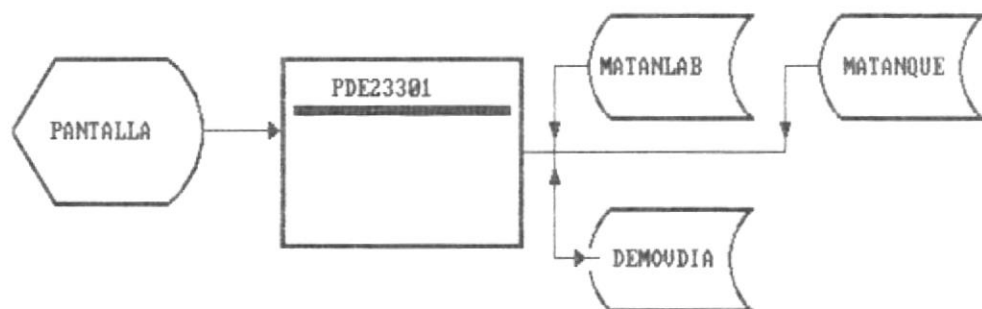 MATANLAB
MATANQUE
PDE23301
PANTALLA
DEMOVDIA